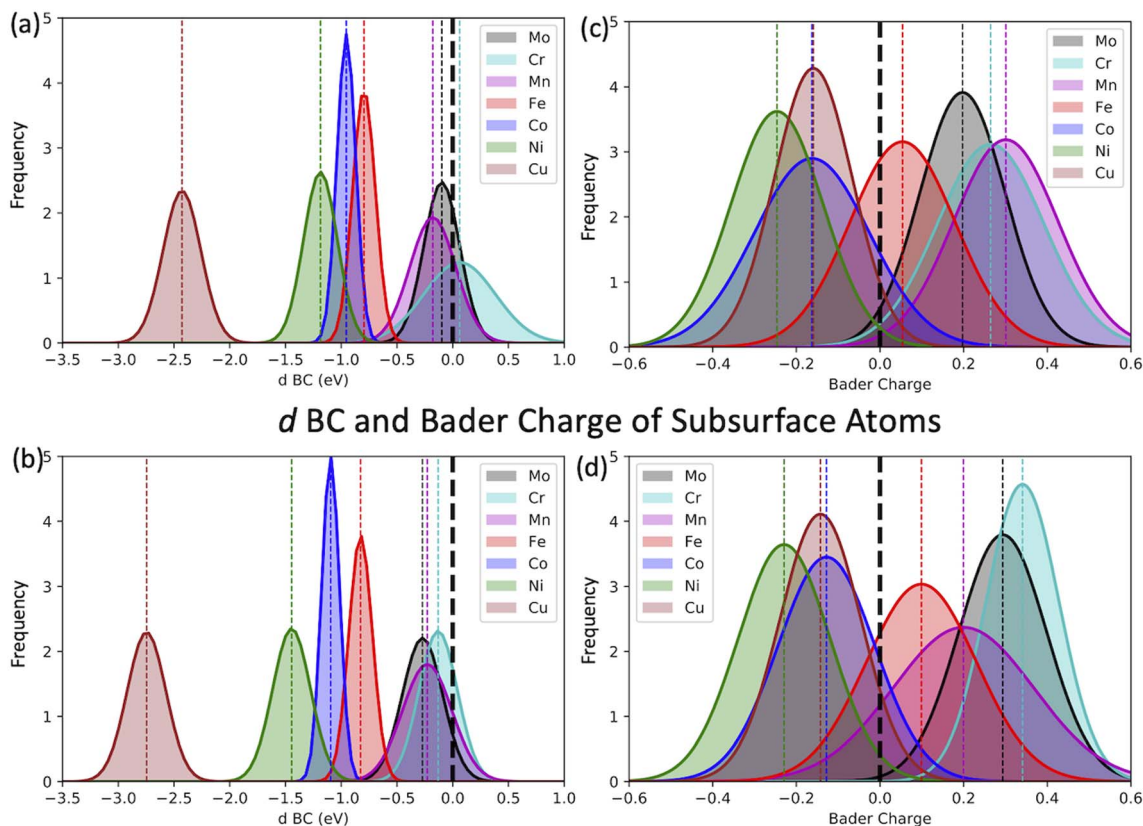 (a)
5
4
3
2
1
0
Frequency
Mo
Cr
Mn
Fe
Co
Ni
Cu
−3.5 −3.0 −2.5 −2.0 −1.5 −1.0 −0.5 0.0 0.5 1.0
d BC (eV)
(c)
5
4
3
2
1
0
Frequency
Mo
Cr
Mn
Fe
Co
Ni
Cu
−0.6 −0.4 −0.2 0.0 0.2 0.4 0.6
Bader Charge
d BC and Bader Charge of Subsurface Atoms
(b)
5
4
3
2
1
0
Frequency
Mo
Cr
Mn
Fe
Co
Ni
Cu
−3.5 −3.0 −2.5 −2.0 −1.5 −1.0 −0.5 0.0 0.5 1.0
d BC (eV)
(d)
5
4
3
2
1
0
Frequency
Mo
Cr
Mn
Fe
Co
Ni
Cu
−0.6 −0.4 −0.2 0.0 0.2 0.4 0.6
Bader Charge